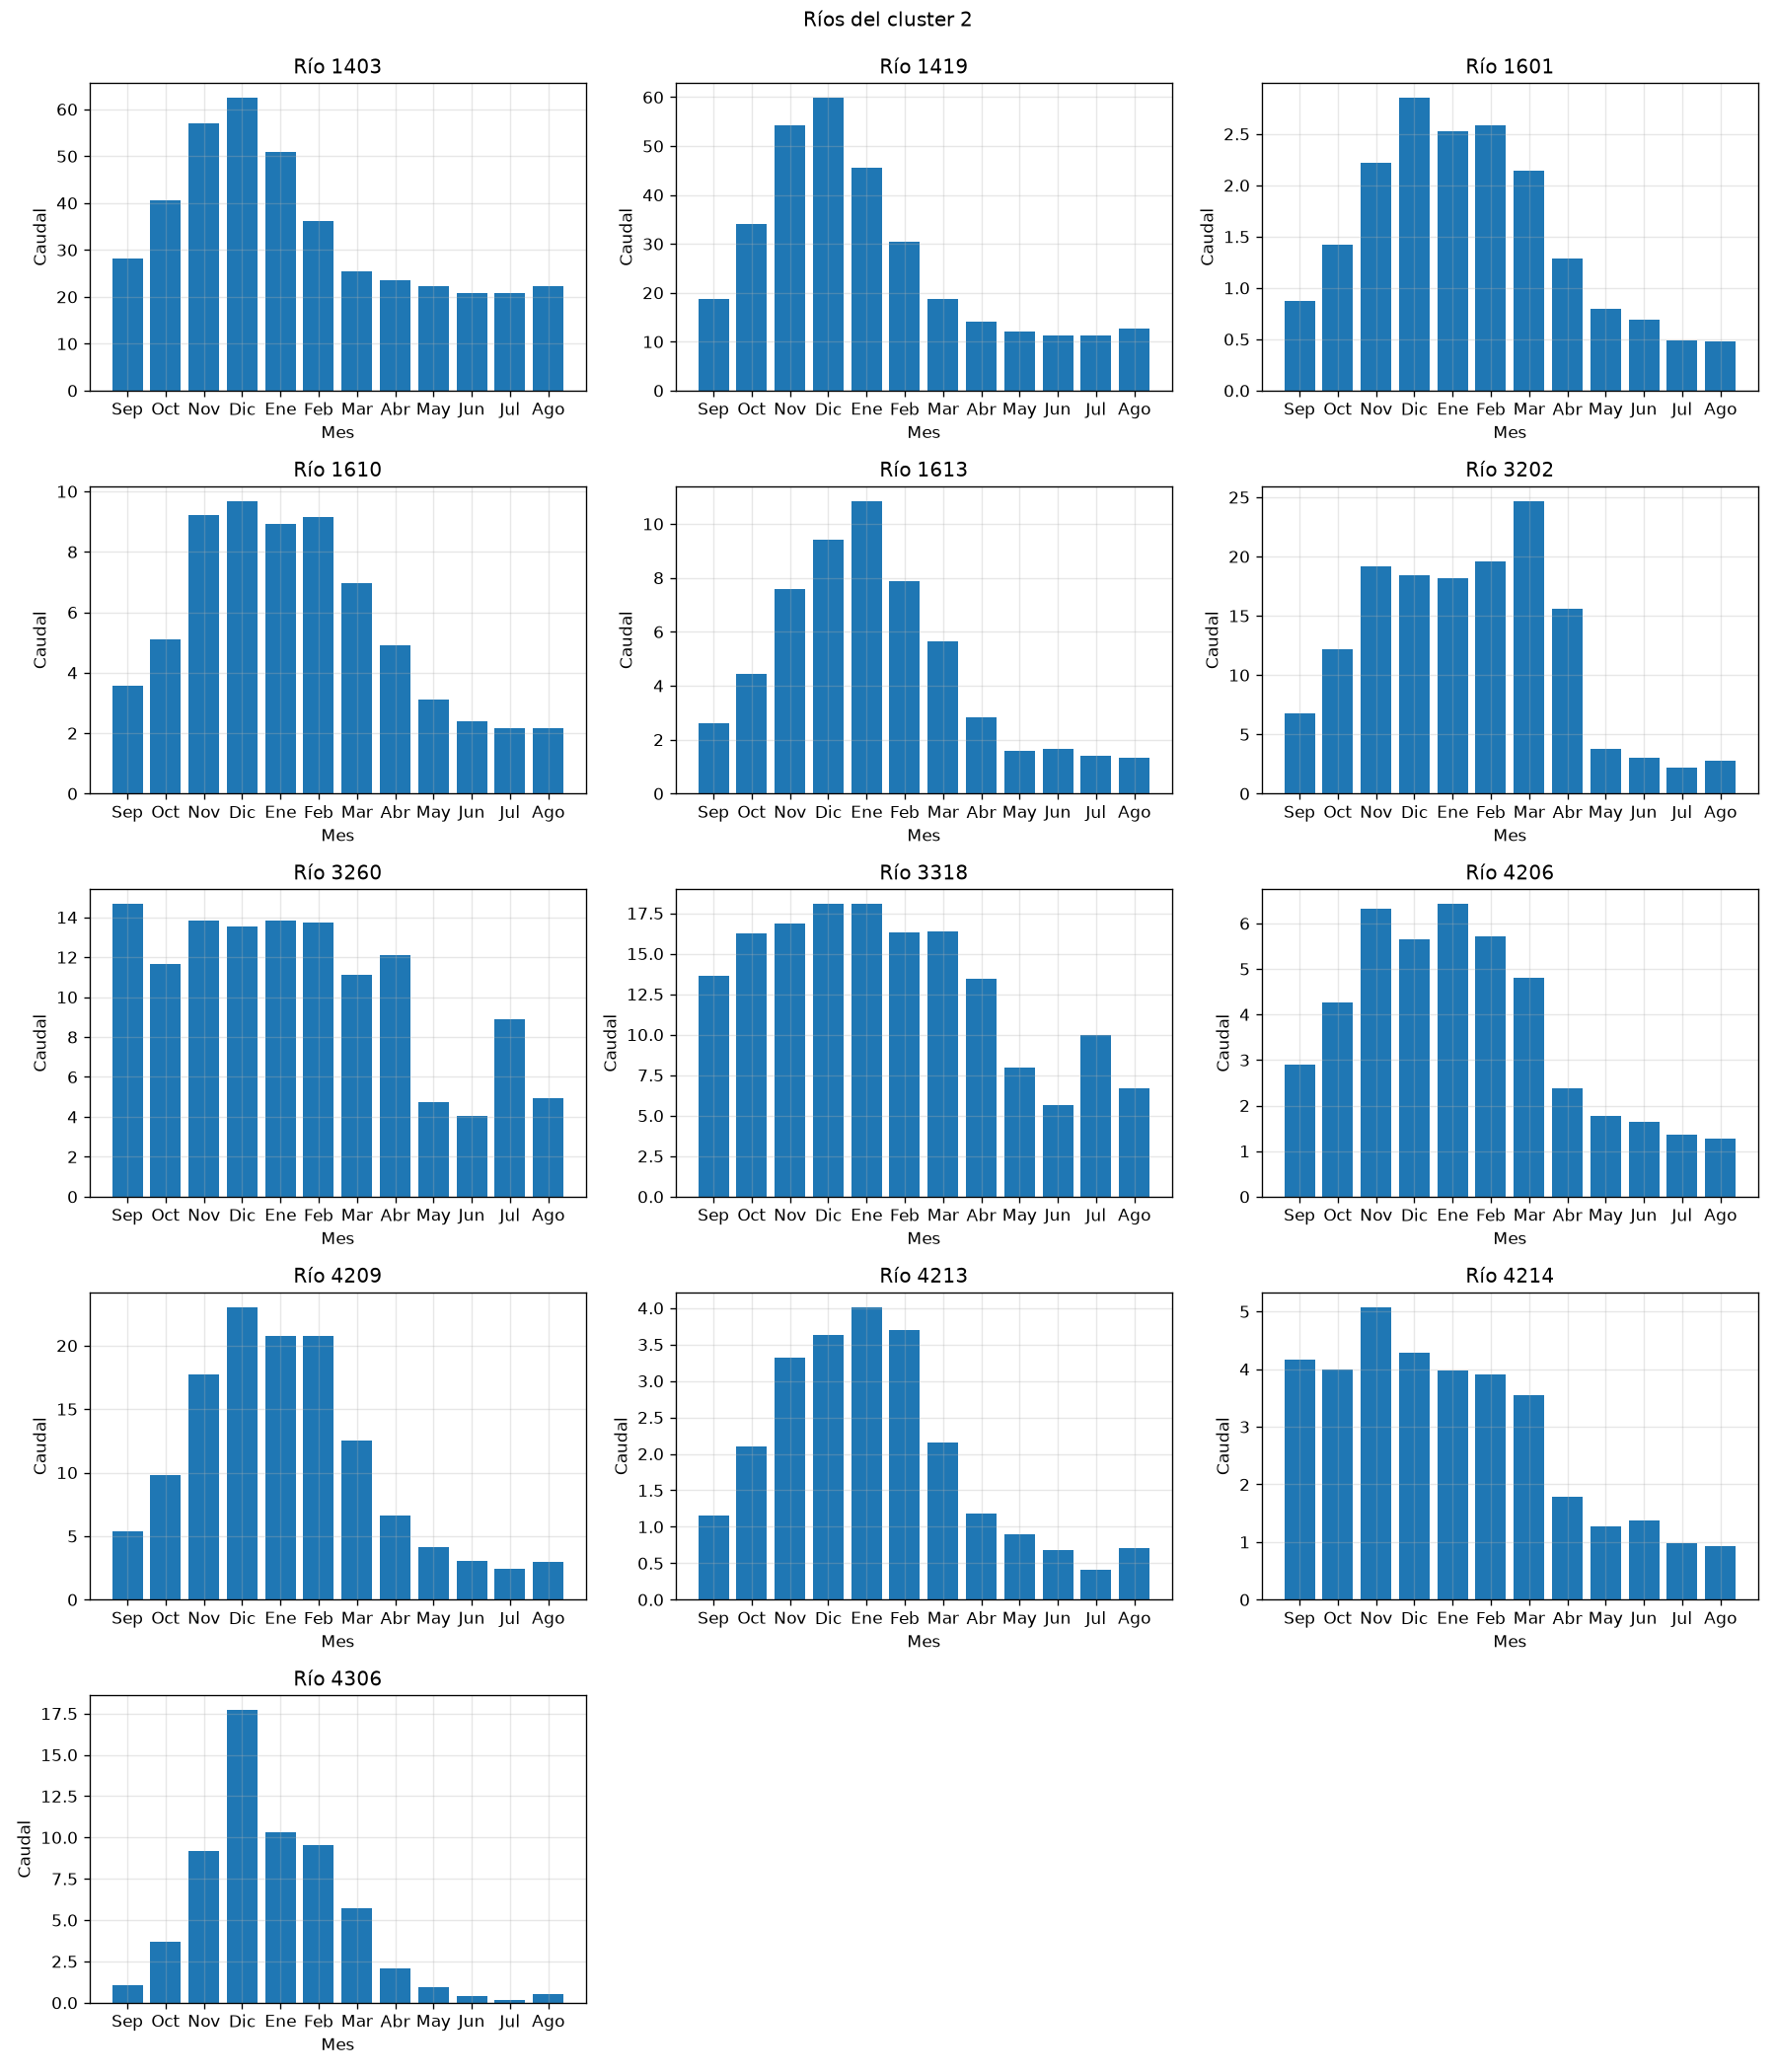 Ríos del cluster 2
Río 1403
Caudal
60
50
40
30
20
10
0
Sep Oct Nov Dic Ene Feb Mar Abr May Jun Jul Ago
Mes
Río 1419
Caudal
60
50
40
30
20
10
0
Sep Oct Nov Dic Ene Feb Mar Abr May Jun Jul Ago
Mes
Río 1601
Caudal
2.5
2.0
1.5
1.0
0.5
0.0
Sep Oct Nov Dic Ene Feb Mar Abr May Jun Jul Ago
Mes
Río 1610
Caudal
10
8
6
4
2
0
Sep Oct Nov Dic Ene Feb Mar Abr May Jun Jul Ago
Mes
Río 1613
Caudal
10
8
6
4
2
0
Sep Oct Nov Dic Ene Feb Mar Abr May Jun Jul Ago
Mes
Río 3202
Caudal
25
20
15
10
5
0
Sep Oct Nov Dic Ene Feb Mar Abr May Jun Jul Ago
Mes
Río 3260
Caudal
14
12
10
8
6
4
2
0
Sep Oct Nov Dic Ene Feb Mar Abr May Jun Jul Ago
Mes
Río 3318
Caudal
17.5
15.0
12.5
10.0
7.5
5.0
2.5
0.0
Sep Oct Nov Dic Ene Feb Mar Abr May Jun Jul Ago
Mes
Río 4206
Caudal
6
5
4
3
2
1
0
Sep Oct Nov Dic Ene Feb Mar Abr May Jun Jul Ago
Mes
Río 4209
Caudal
20
15
10
5
0
Sep Oct Nov Dic Ene Feb Mar Abr May Jun Jul Ago
Mes
Río 4213
Caudal
4.0
3.5
3.0
2.5
2.0
1.5
1.0
0.5
0.0
Sep Oct Nov Dic Ene Feb Mar Abr May Jun Jul Ago
Mes
Río 4214
Caudal
5
4
3
2
1
0
Sep Oct Nov Dic Ene Feb Mar Abr May Jun Jul Ago
Mes
Río 4306
Caudal
17.5
15.0
12.5
10.0
7.5
5.0
2.5
0.0
Sep Oct Nov Dic Ene Feb Mar Abr May Jun Jul Ago
Mes